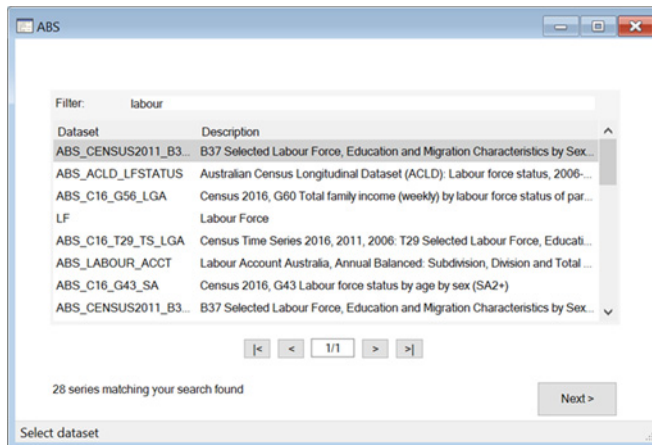 ABS
Filter: labour
Dataset Description
ABS_CENSUS2011_B3... B37 Selected Labour Force, Education and Migration Characteristics by Sex...
ABS_ACLD_LFSTATUS Australian Census Longitudinal Dataset (ACLD): Labour force status, 2006-...
ABS_C16_G56_LGA Census 2016, G60 Total family income (weekly) by labour force status of par...
LF Labour Force
ABS_C16_T29_TS_LGA Census Time Series 2016, 2011, 2006: T29 Selected Labour Force, Educati...
ABS_LABOUR_ACCT Labour Account Australia, Annual Balanced: Subdivision, Division and Total ...
ABS_C16_G43_SA Census 2016, G43 Labour force status by age by sex (SA2+)
ABS_CENSUS2011_B3... B37 Selected Labour Force, Education and Migration Characteristics by Sex...
|< < 1/1 > >|
28 series matching your search found
Next >
Select dataset